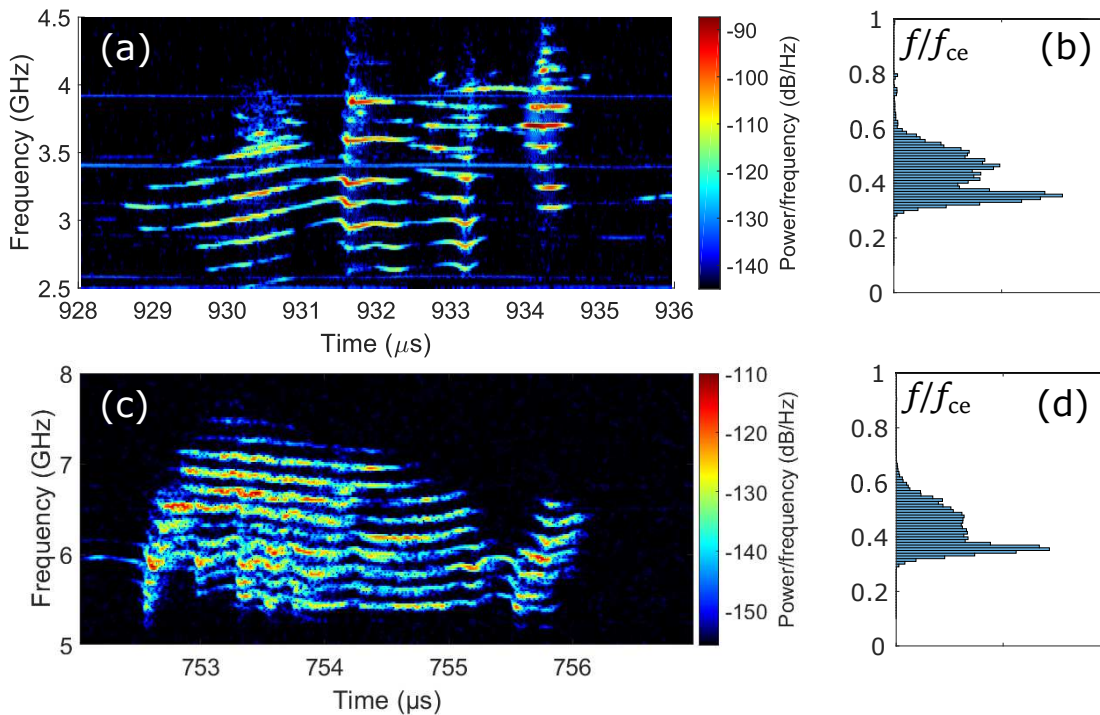 (a)
Frequency (GHz)
4.5
4
3.5
3
2.5
928 929 930 931 932 933 934 935 936
Time (μs)
-90
-100
-110
-120
-130
-140
Power/frequency (dB/Hz)
f/fce (b)
1
0.8
0.6
0.4
0.2
0
(c)
Frequency (GHz)
8
7
6
5
753 754 755 756
Time (µs)
-110
-120
-130
-140
-150
Power/frequency (dB/Hz)
f/fce (d)
1
0.8
0.6
0.4
0.2
0